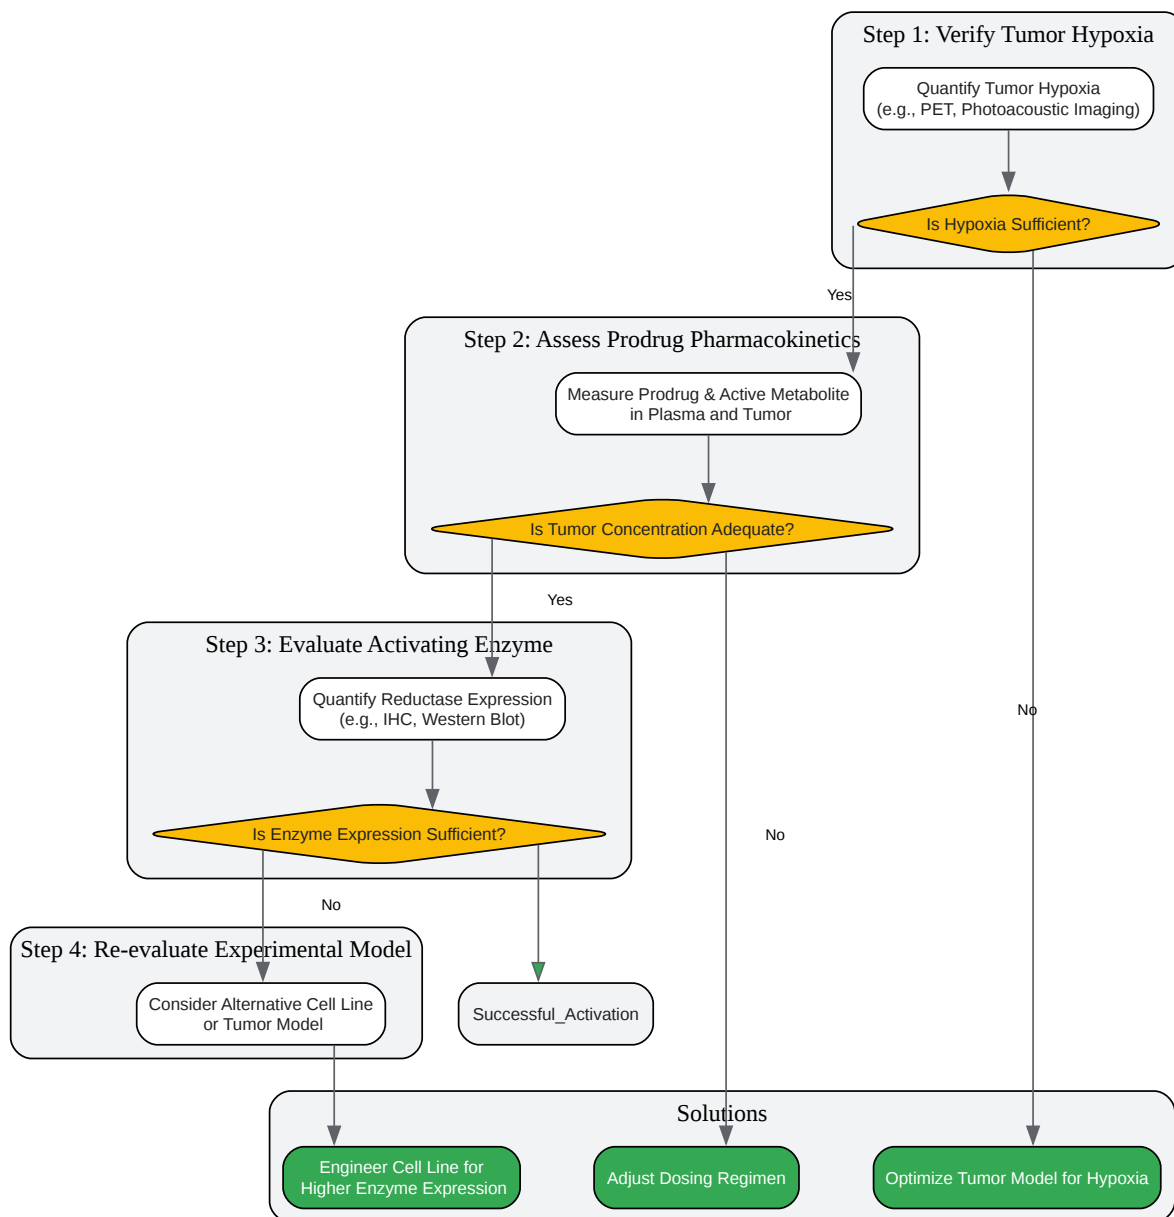 Step 1: Verify Tumor Hypoxia
Quantify Tumor Hypoxia
(e.g., PET, Photoacoustic Imaging)
Is Hypoxia Sufficient?
Yes
Step 2: Assess Prodrug Pharmacokinetics
Measure Prodrug & Active Metabolite
in Plasma and Tumor
Is Tumor Concentration Adequate?
Yes
Step 3: Evaluate Activating Enzyme
Quantify Reductase Expression
(e.g., IHC, Western Blot)
No
Is Enzyme Expression Sufficient?
No
No
Step 4: Re-evaluate Experimental Model
Consider Alternative Cell Line
or Tumor Model
Successful_Activation
Solutions
Engineer Cell Line for
Higher Enzyme Expression
Adjust Dosing Regimen
Optimize Tumor Model for Hypoxia